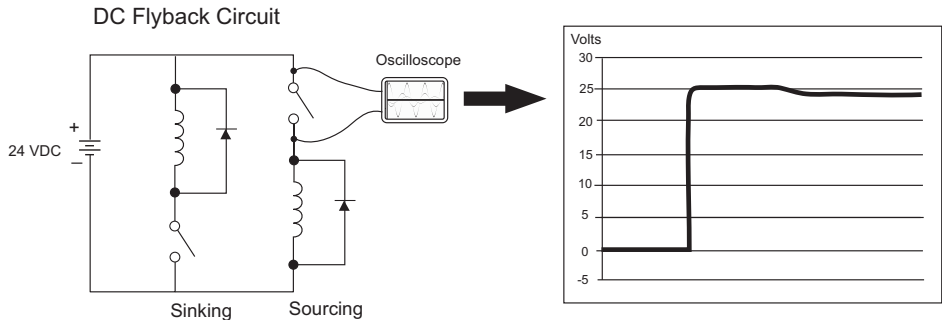 DC Flyback Circuit
Oscilloscope
+
24 VDC
–
Sinking
Sourcing
Volts
30
25
20
15
10
5
0
-5